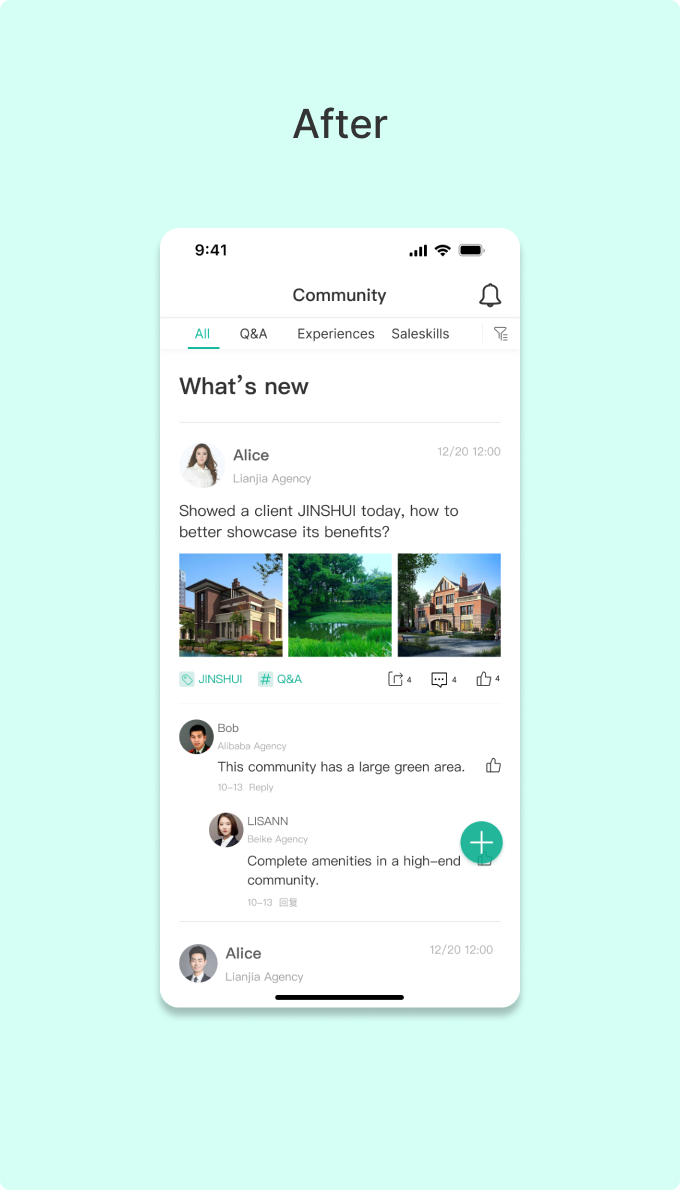 After
9:41
Community
All Q&A Experiences Saleskills
What's new
Alice 12/20 12:00
Lianjia Agency
Showed a client JINSHUI today, how to
better showcase its benefits?
JINSHUI # Q&A 4 4 4
Bob
Alibaba Agency
This community has a large green area.
10-13 Reply
LISANN
Beike Agency
Complete amenities in a high-end
community.
10-13 回复
Alice 12/20 12:00
Lianjia Agency